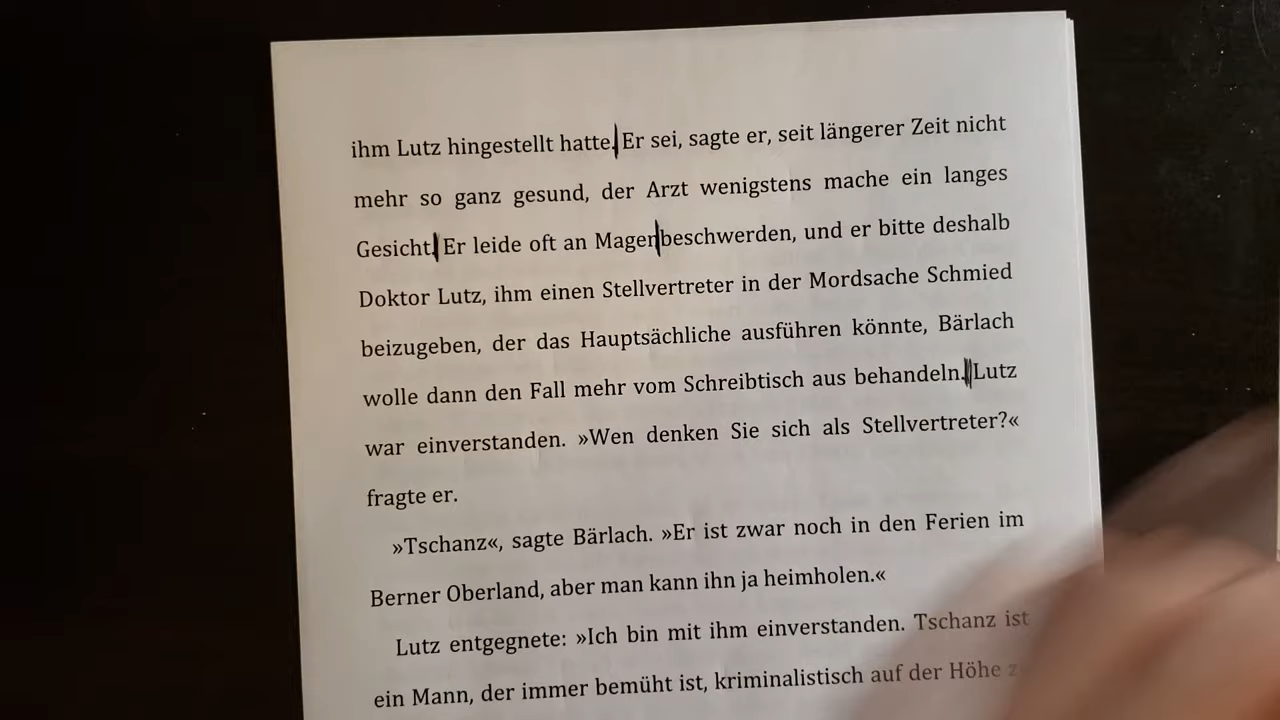 ihm Lutz hingestellt hatte. Er sei, sagte er, seit längerer Zeit nicht
mehr so ganz gesund, der Arzt wenigstens mache ein langes
Gesicht. Er leide oft an Magenbeschwerden, und er bitte deshalb
Doktor Lutz, ihm einen Stellvertreter in der Mordsache Schmied
beizugeben, der das Hauptsächliche ausführen könnte, Bärlach
wolle dann den Fall mehr vom Schreibtisch aus behandeln. Lutz
war einverstanden. »Wen denken Sie sich als Stellvertreter?«
fragte er.
»Tschanz«, sagte Bärlach. »Er ist zwar noch in den Ferien im
Berner Oberland, aber man kann ihn ja heimholen.«
Lutz entgegnete: »Ich bin mit ihm einverstanden. Tschanz ist
ein Mann, der immer bemüht ist, kriminalistisch auf der Höhe